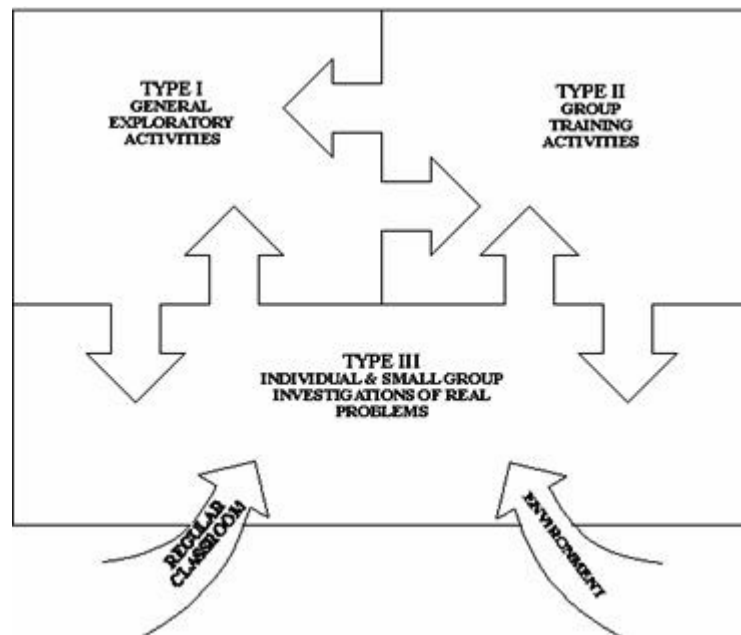 TYPE I
GENERAL
EXPLORATORY
ACTIVITIES
TYPE II
GROUP
TRAINING
ACTIVITIES
TYPE III
INDIVIDUAL & SMALL GROUP
INVESTIGATIONS OF REAL
PROBLEMS
REGULAR
CLASSROOM
ENVIRONMENT